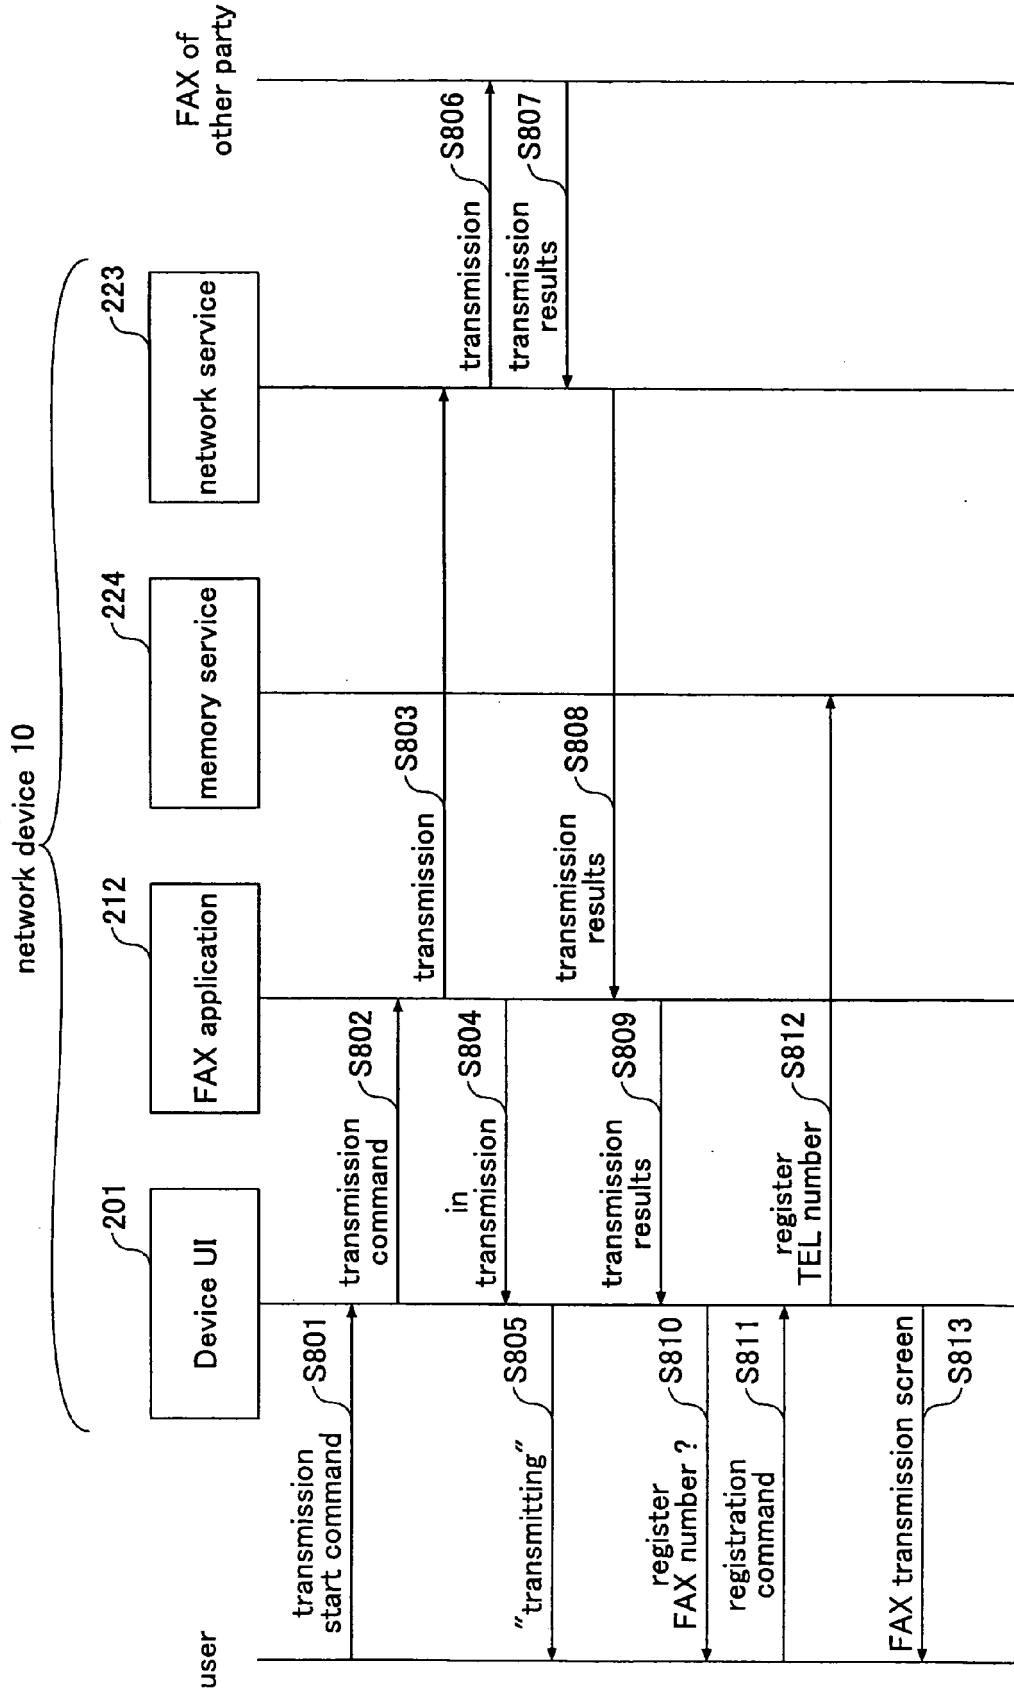 network device 10
user
201
Device UI
212
FAX application
224
memory service
223
network service
FAX of
other party
transmission
start command
S801
transmission
command
S802
transmission
S803
transmission
S806
in
transmission
S804
"transmitting"
S805
transmission
results
S807
transmission
results
S808
transmission
results
S809
register
FAX number ?
S810
registration
command
S811
register
TEL number
S812
FAX transmission screen
S813